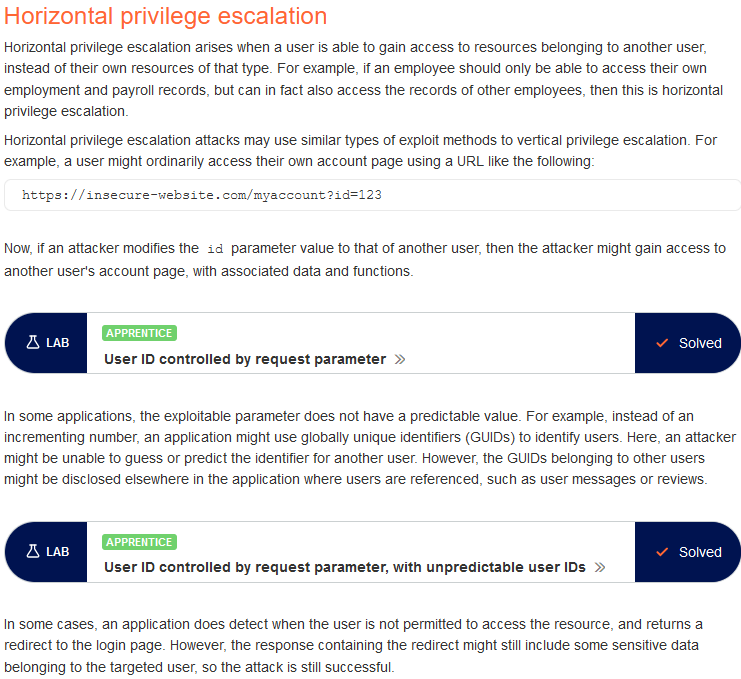 Horizontal privilege escalation
Horizontal privilege escalation arises when a user is able to gain access to resources belonging to another user,
instead of their own resources of that type. For example, if an employee should only be able to access their own
employment and payroll records, but can in fact also access the records of other employees, then this is horizontal
privilege escalation.
Horizontal privilege escalation attacks may use similar types of exploit methods to vertical privilege escalation. For
example, a user might ordinarily access their own account page using a URL like the following:
https://insecure-website.com/myaccount?id=123
Now, if an attacker modifies the id parameter value to that of another user, then the attacker might gain access to
another user's account page, with associated data and functions.
LAB
APPRENTICE
User ID controlled by request parameter »
Solved
In some applications, the exploitable parameter does not have a predictable value. For example, instead of an
incrementing number, an application might use globally unique identifiers (GUIDs) to identify users. Here, an attacker
might be unable to guess or predict the identifier for another user. However, the GUIDs belonging to other users
might be disclosed elsewhere in the application where users are referenced, such as user messages or reviews.
LAB
APPRENTICE
User ID controlled by request parameter, with unpredictable user IDs »
Solved
In some cases, an application does detect when the user is not permitted to access the resource, and returns a
redirect to the login page. However, the response containing the redirect might still include some sensitive data
belonging to the targeted user, so the attack is still successful.